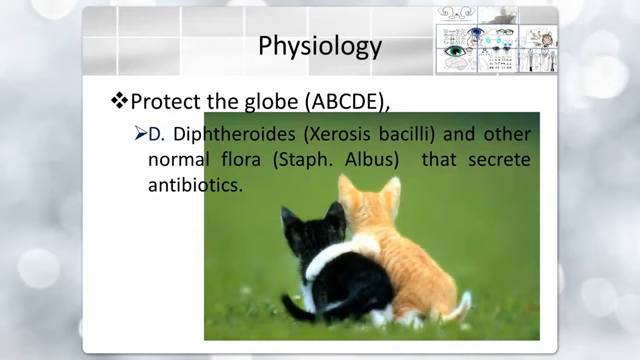 Physiology
❖Protect the globe (ABCDE),
➢D. Diphtheroides (Xerosis bacilli) and other
normal flora (Staph. Albus) that secrete
antibiotics.